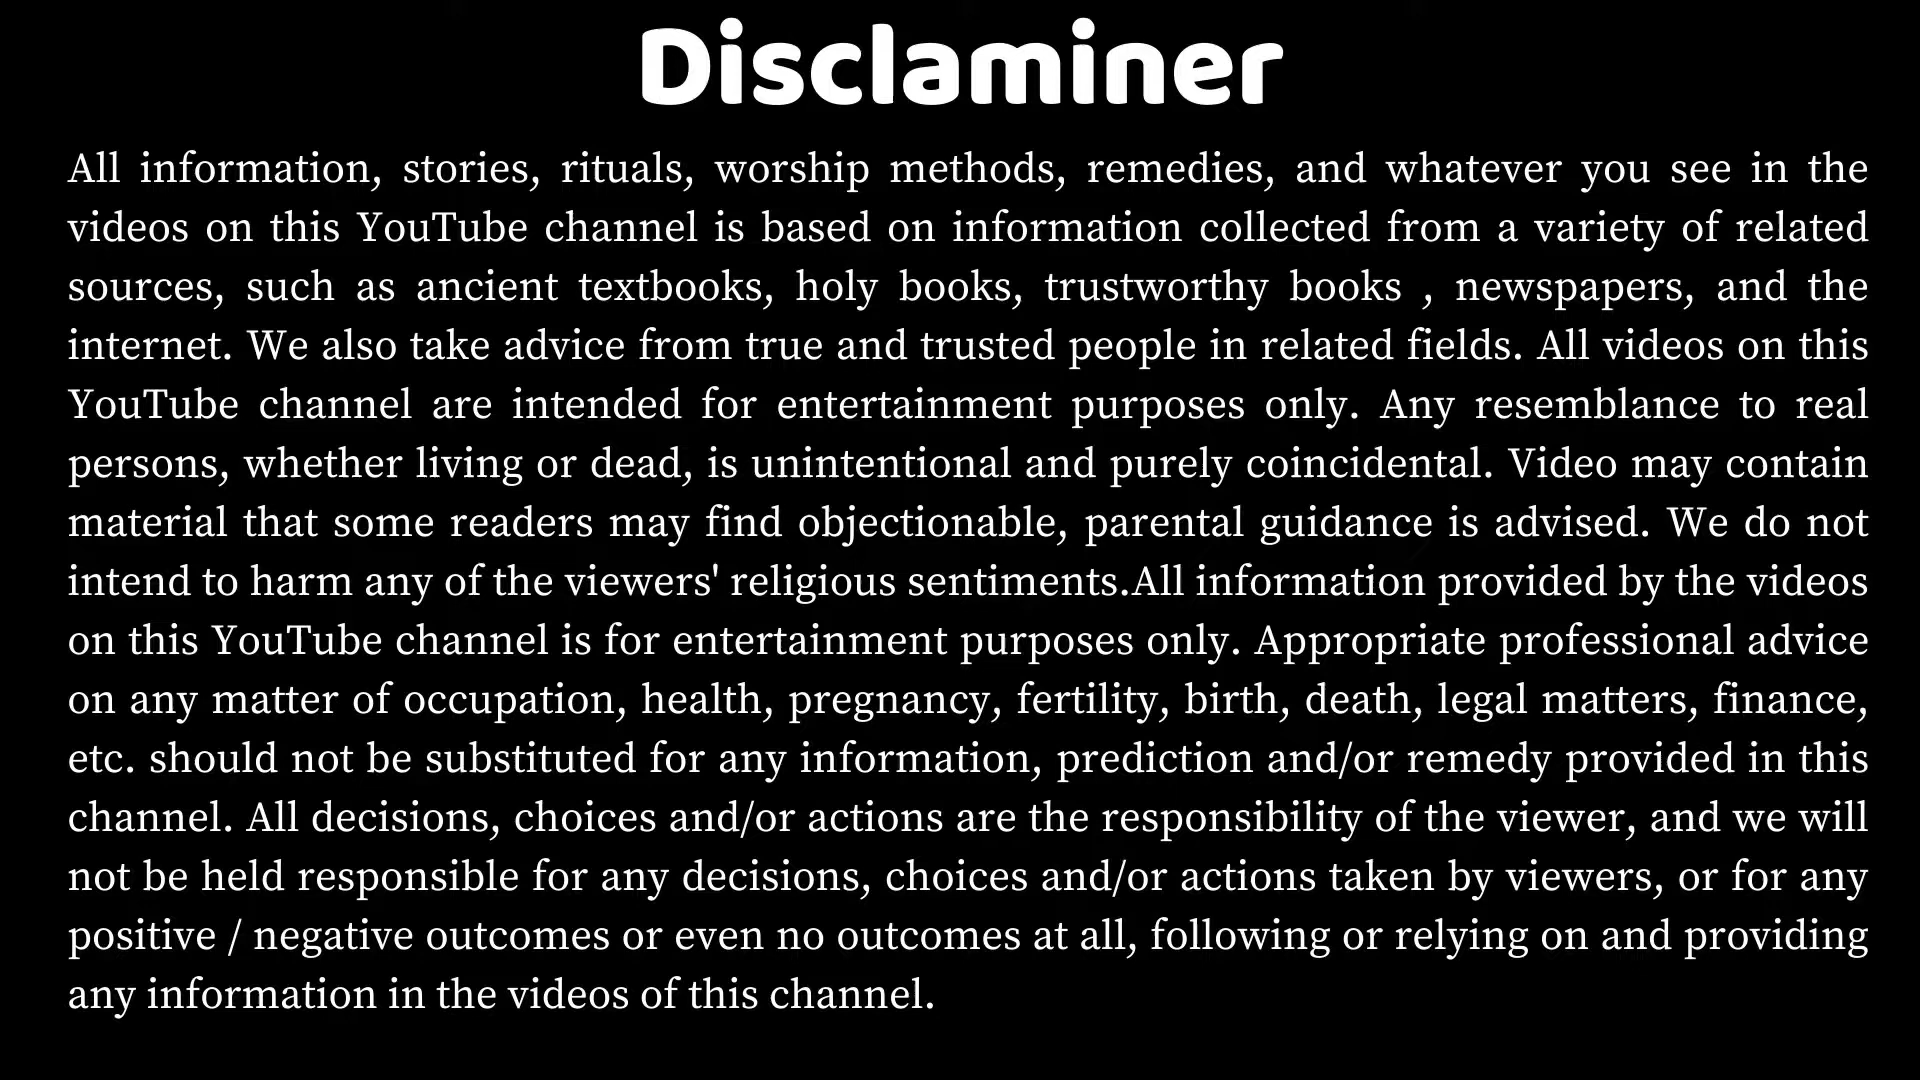 Disclaminer
All information, stories, rituals, worship methods, remedies, and whatever you see in the
videos on this YouTube channel is based on information collected from a variety of related
sources, such as ancient textbooks, holy books, trustworthy books , newspapers, and the
internet. We also take advice from true and trusted people in related fields. All videos on this
YouTube channel are intended for entertainment purposes only. Any resemblance to real
persons, whether living or dead, is unintentional and purely coincidental. Video may contain
material that some readers may find objectionable, parental guidance is advised. We do not
intend to harm any of the viewers' religious sentiments.All information provided by the videos
on this YouTube channel is for entertainment purposes only. Appropriate professional advice
on any matter of occupation, health, pregnancy, fertility, birth, death, legal matters, finance,
etc. should not be substituted for any information, prediction and/or remedy provided in this
channel. All decisions, choices and/or actions are the responsibility of the viewer, and we will
not be held responsible for any decisions, choices and/or actions taken by viewers, or for any
positive / negative outcomes or even no outcomes at all, following or relying on and providing
any information in the videos of this channel.